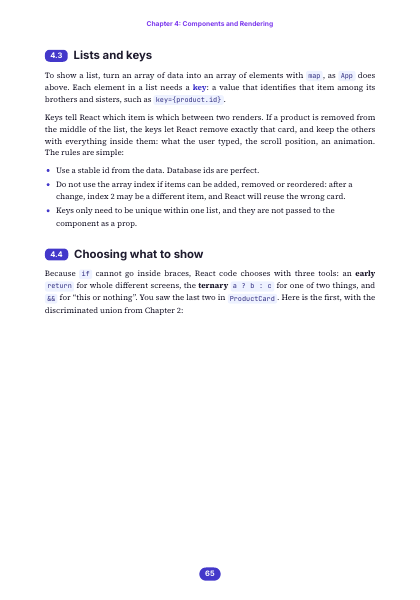 Chapter 4: Components and Rendering
4.3 Lists and keys
To show a list, turn an array of data into an array of elements with map, as App does
above. Each element in a list needs a key: a value that identifies that item among its
brothers and sisters, such as key={product.id}.
Keys tell React which item is which between two renders. If a product is removed from
the middle of the list, the keys let React remove exactly that card, and keep the others
with everything inside them: what the user typed, the scroll position, an animation.
The rules are simple:
• Use a stable id from the data. Database ids are perfect.
• Do not use the array index if items can be added, removed or reordered: after a
change, index 2 may be a different item, and React will reuse the wrong card.
• Keys only need to be unique within one list, and they are not passed to the
component as a prop.
4.4 Choosing what to show
Because if cannot go inside braces, React code chooses with three tools: an early
return for whole different screens, the ternary a ? b : c for one of two things, and
&& for “this or nothing”. You saw the last two in ProductCard. Here is the first, with the
discriminated union from Chapter 2:
65